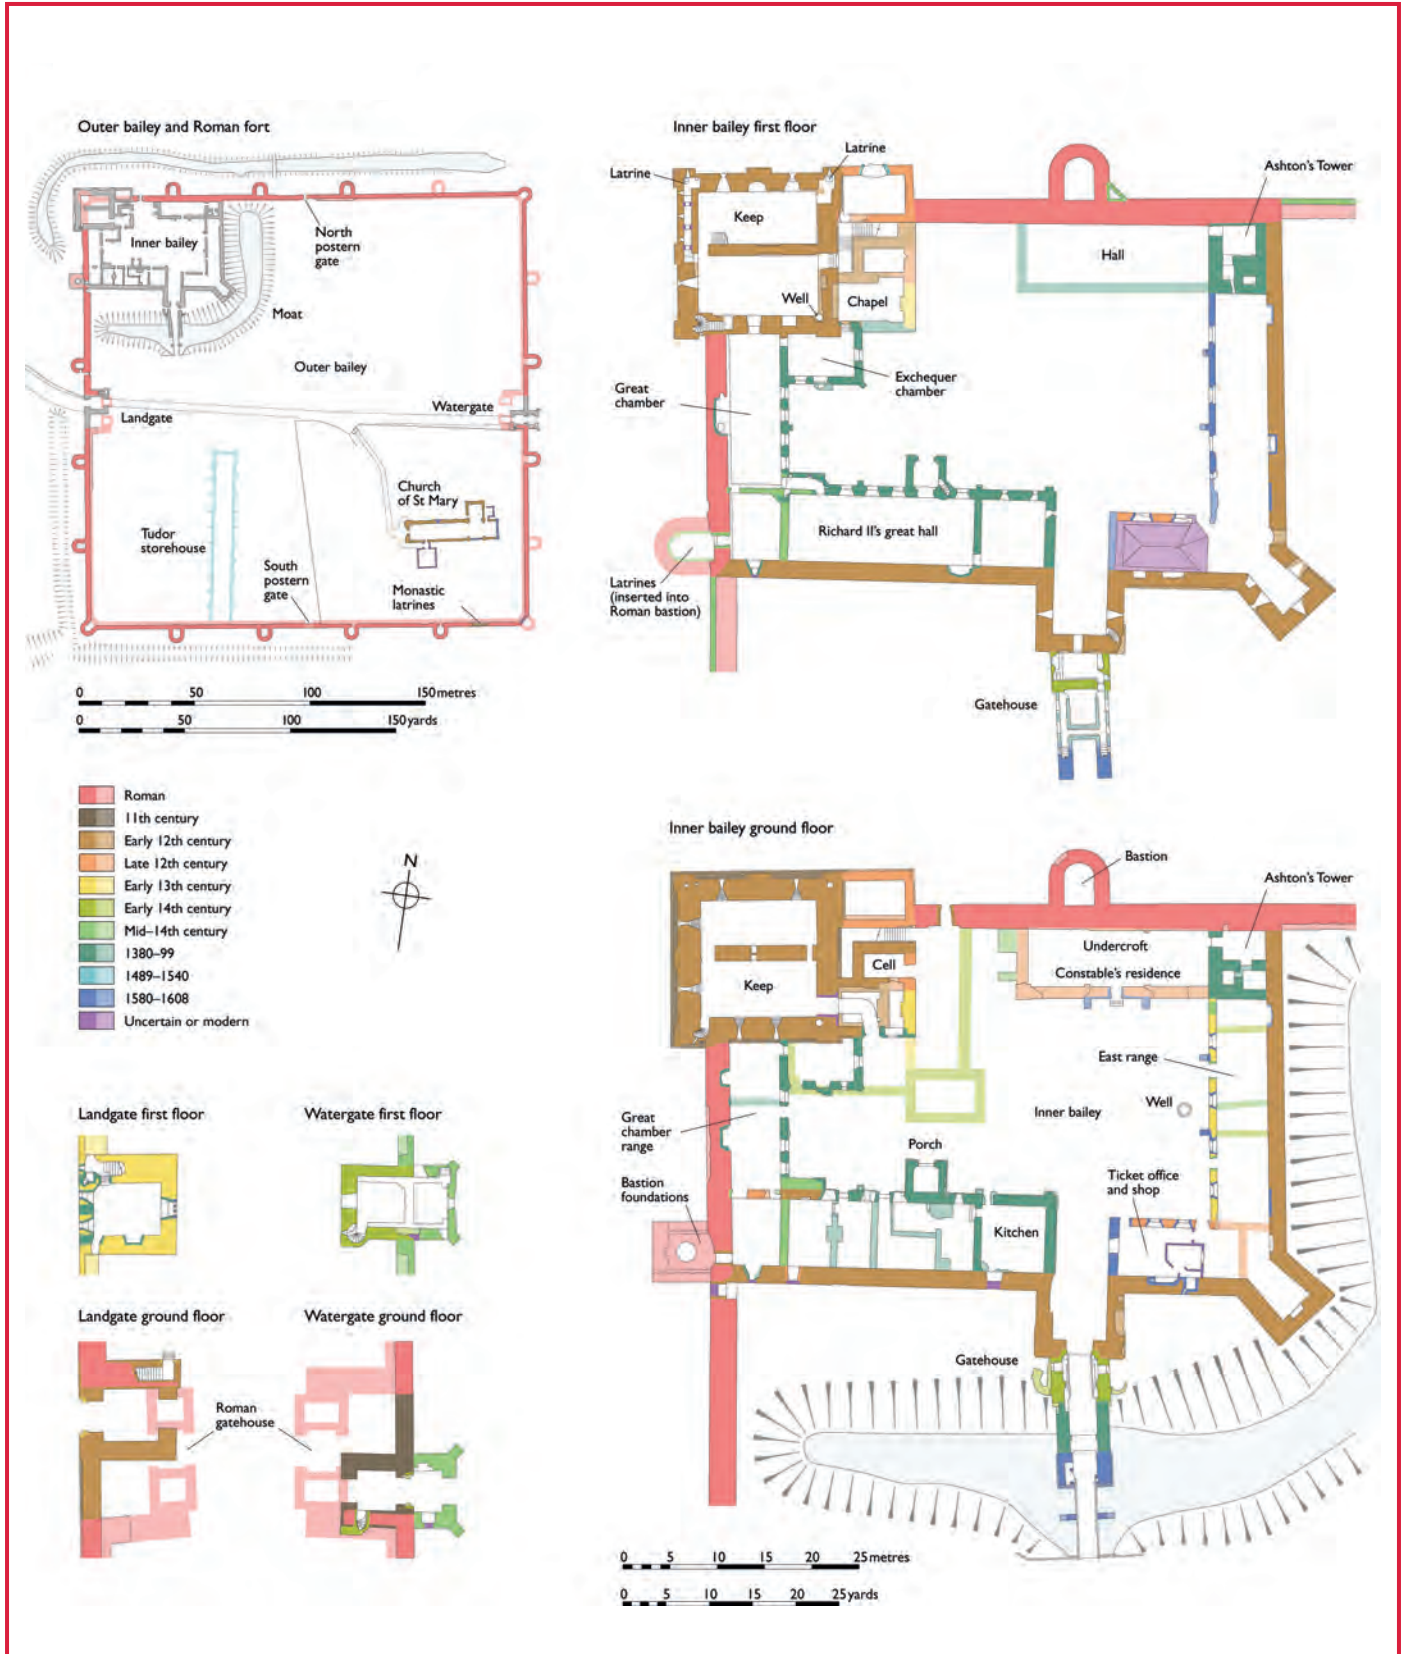 Outer bailey and Roman fort
Inner bailey
North
postern
gate
Moat
Outer bailey
Landgate
Watergate
Church
of St Mary
Tudor
storehouse
South
postern
gate
Monastic
latrines
0 50 100 150 metres
0 50 100 150 yards
Roman
11th century
Early 12th century
Late 12th century
Early 13th century
Early 14th century
Mid–14th century
1380–99
1489–1540
1580–1608
Uncertain or modern
N
Landgate first floor
Watergate first floor
Landgate ground floor
Watergate ground floor
Roman
gatehouse
Inner bailey first floor
Latrine
Latrine
Ashton's Tower
Keep
Hall
Well
Chapel
Exchequer
chamber
Great
chamber
Richard II's great hall
Latrines
(inserted into
Roman bastion)
Gatehouse
Inner bailey ground floor
Bastion
Ashton's Tower
Undercroft
Constable's residence
Cell
Keep
East range
Well
Inner bailey
Great
chamber
range
Porch
Bastion
foundations
Ticket office
and shop
Kitchen
Gatehouse
0 5 10 15 20 25 metres
0 5 10 15 20 25 yards